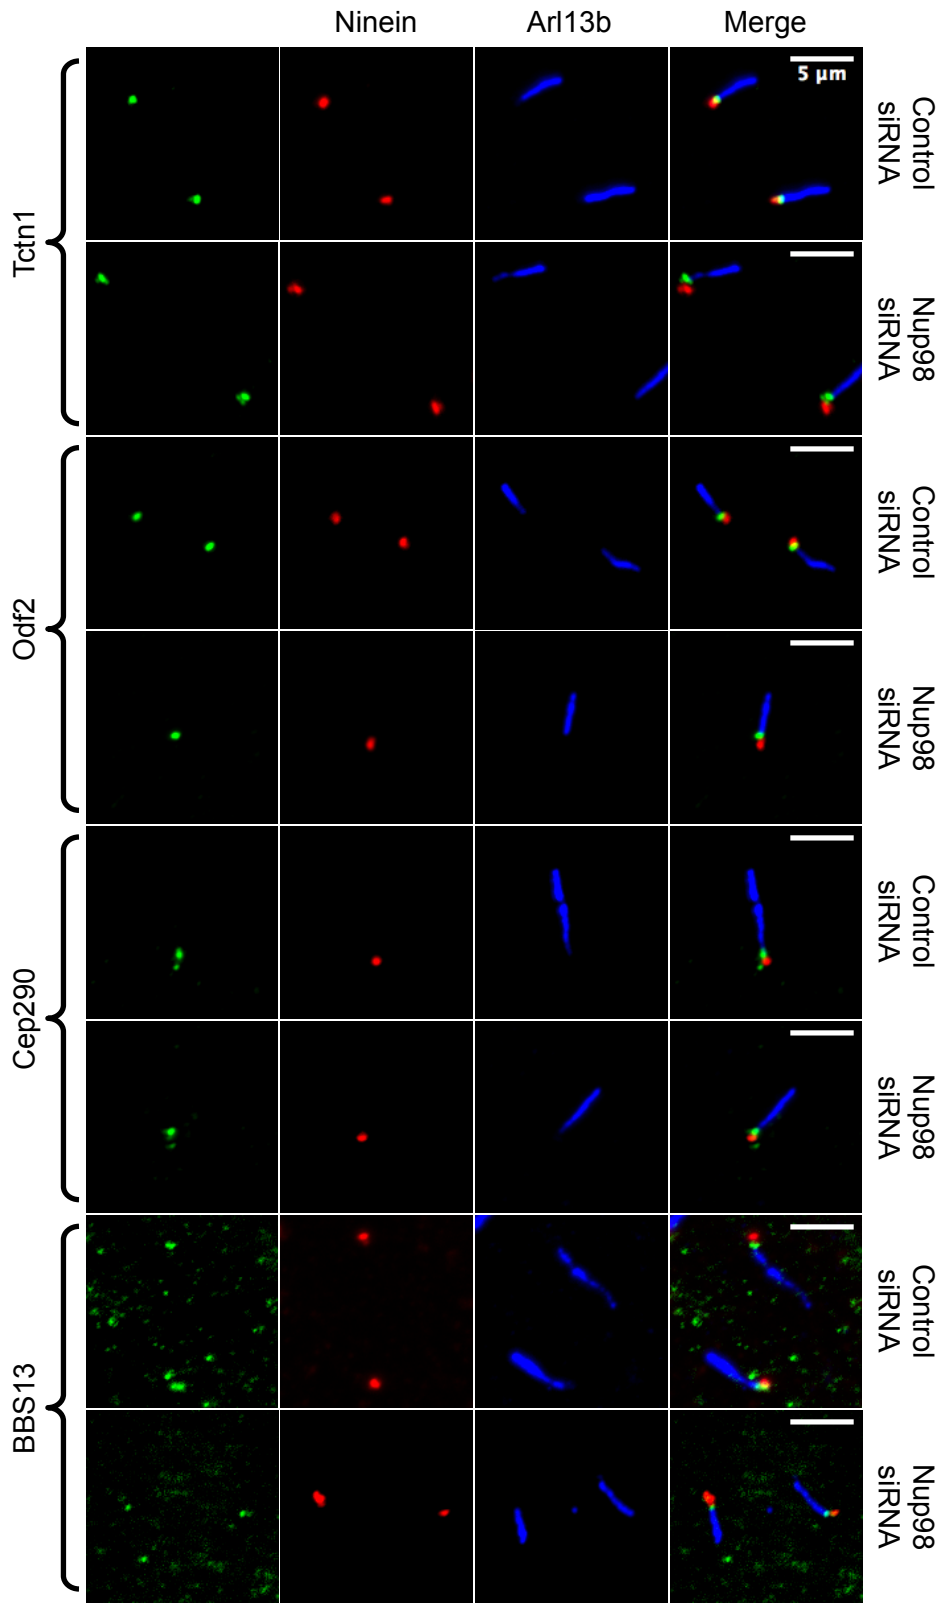 Ninein Arl13b Merge
5 µm
Tctn1
Control
siRNA
Nup98
siRNA
Odf2
Control
siRNA
Nup98
siRNA
Cep290
Control
siRNA
Nup98
siRNA
BBS13
Control
siRNA
Nup98
siRNA